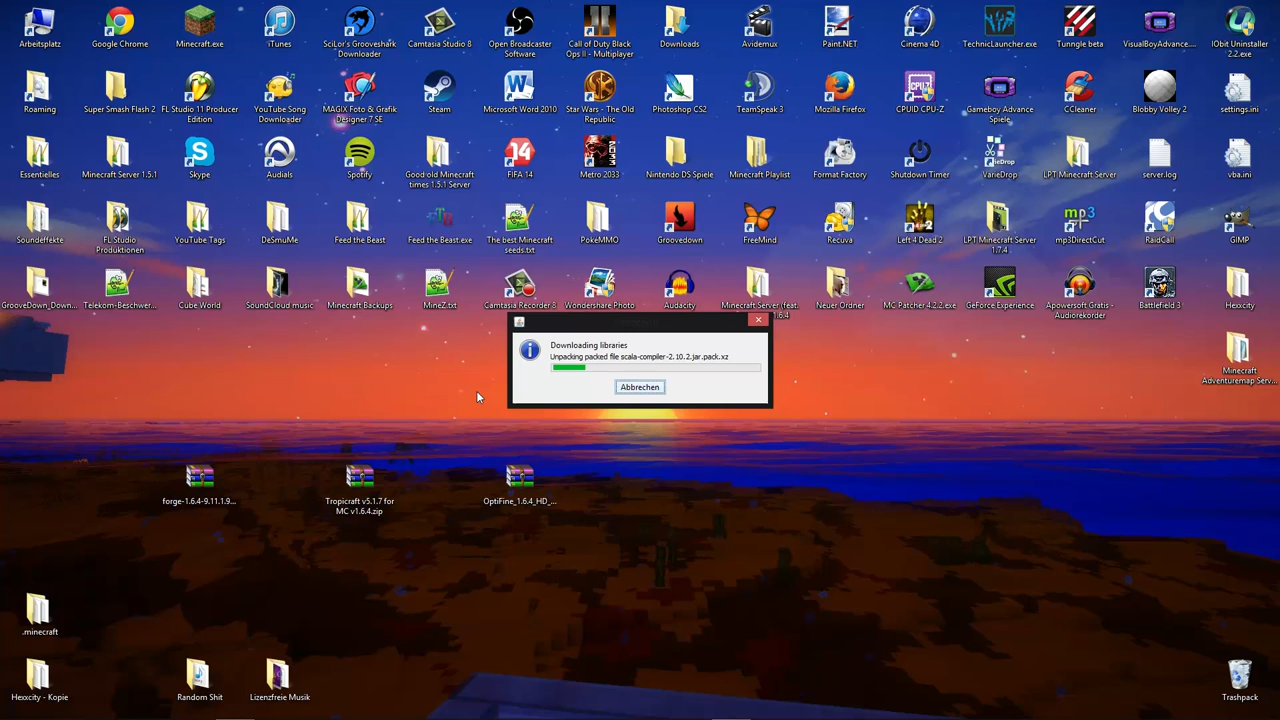 Arbeitsplatz
Google Chrome
Minecraft.exe
iTunes
SciLor's Grooveshark
Downloader
Camtasia Studio 8
Open Broadcaster
Software
Call of Duty Black
Ops II - Multiplayer
Downloads
Avidemux
Paint.NET
Cinema 4D
TechnicLauncher.exe
Tunngle beta
VisualBoyAdvance....
IObit Uninstaller
2.2.exe
Roaming
Super Smash Flash 2
FL Studio 11 Producer
Edition
YouTube Song
Downloader
MAGIX Foto & Grafik
Designer 7 SE
Steam
Microsoft Word 2010
Star Wars - The Old
Republic
Photoshop CS2
TeamSpeak 3
Mozilla Firefox
CPUID CPU-Z
Gameboy Advance
Spiele
CCleaner
Blobby Volley 2
settings.ini
Essentielles
Minecraft Server 1.5.1
Skype
Audials
Spotify
Good old Minecraft
times 1.5.1 Server
FIFA 14
Metro 2033
Nintendo DS Spiele
Minecraft Playlist
Format Factory
Shutdown Timer
VarieDrop
LPT Minecraft Server
server.log
vba.ini
Soundeffekte
FL Studio
Produktionen
YouTube Tags
DeSmuMe
Feed the Beast
Feed the Beast.exe
The best Minecraft
seeds.txt
PokeMMO
Groovedown
FreeMind
Recuva
Left 4 Dead 2
LPT Minecraft Server
1.7.4
mp3DirectCut
RaidCall
GIMP
GrooveDown_Down...
Telekom-Beschwer...
Cube World
SoundCloud music
Minecraft Backups
MineZ.txt
Camtasia Recorder 8
Wondershare Photo
Audacity
Minecraft Server (feat.
1.6.4
Neuer Ordner
MC Patcher 4.2.2.exe
GeForce Experience
Apowersoft Gratis-
Audiorekorder
Battlefield 3
Hexxcity
Downloading libraries
Unpacking packed file scala-compiler-2.10.2.jar.pack.xz
Abbrechen
Minecraft
Adventuremap Serv...
forge-1.6.4-9.11.1.9...
Tropicraft v5.1.7 for
MC v1.6.4.zip
OptiFine_1.6.4_HD_...
.minecraft
Hexxcity - Kopie
Random Shit
Lizenzfreie Musik
Trashpack